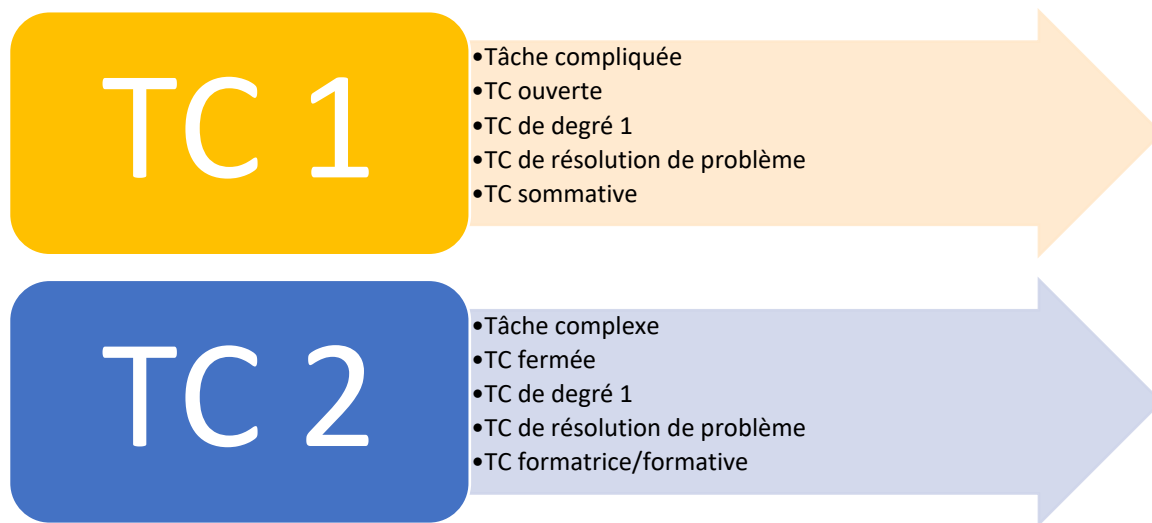 TC 1
•Tâche compliquée
•TC ouverte
•TC de degré 1
•TC de résolution de problème
•TC sommative
TC 2
•Tâche complexe
•TC fermée
•TC de degré 1
•TC de résolution de problème
•TC formatrice/formative